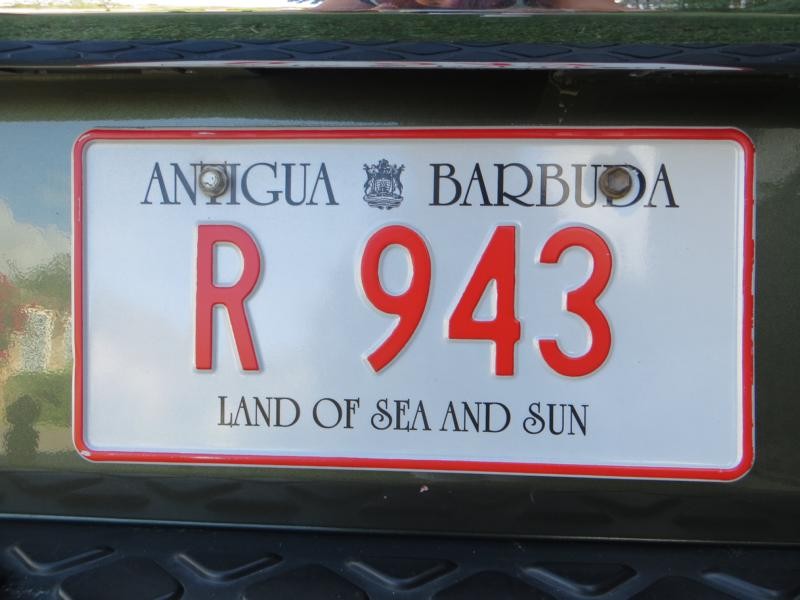 ANTIGUA BARBUDA
R 943
LAND OF SEA AND SUN